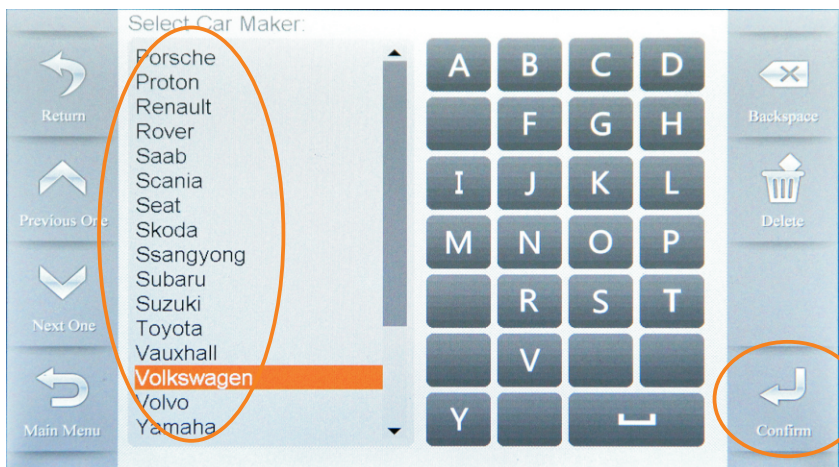 Select Car Maker:
Porsche
Proton
Renault
Rover
Saab
Scania
Seat
Skoda
Ssangyong
Subaru
Suzuki
Toyota
Vauxhall
Volkswagen
Volvo
Yamaha
Return
Previous One
Next One
Main Menu
A B C D
F G H
I J K L
M N O P
R S T
V
Y
Backspace
Delete
Confirm